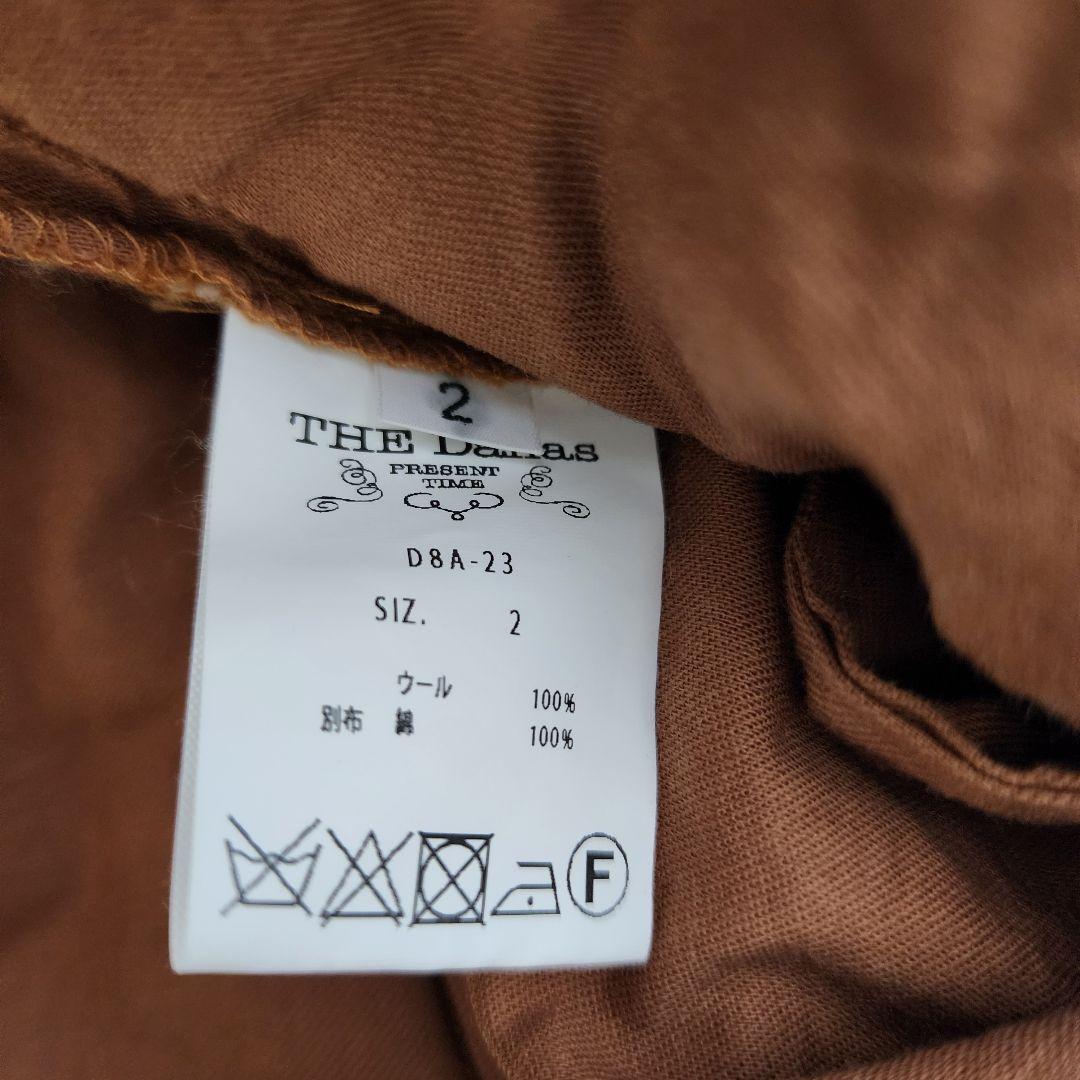 2
THE Dallas
PRESENT
TIME
D8A-23
SIZ. 2
ウール 100%
別布 綿 100%
F